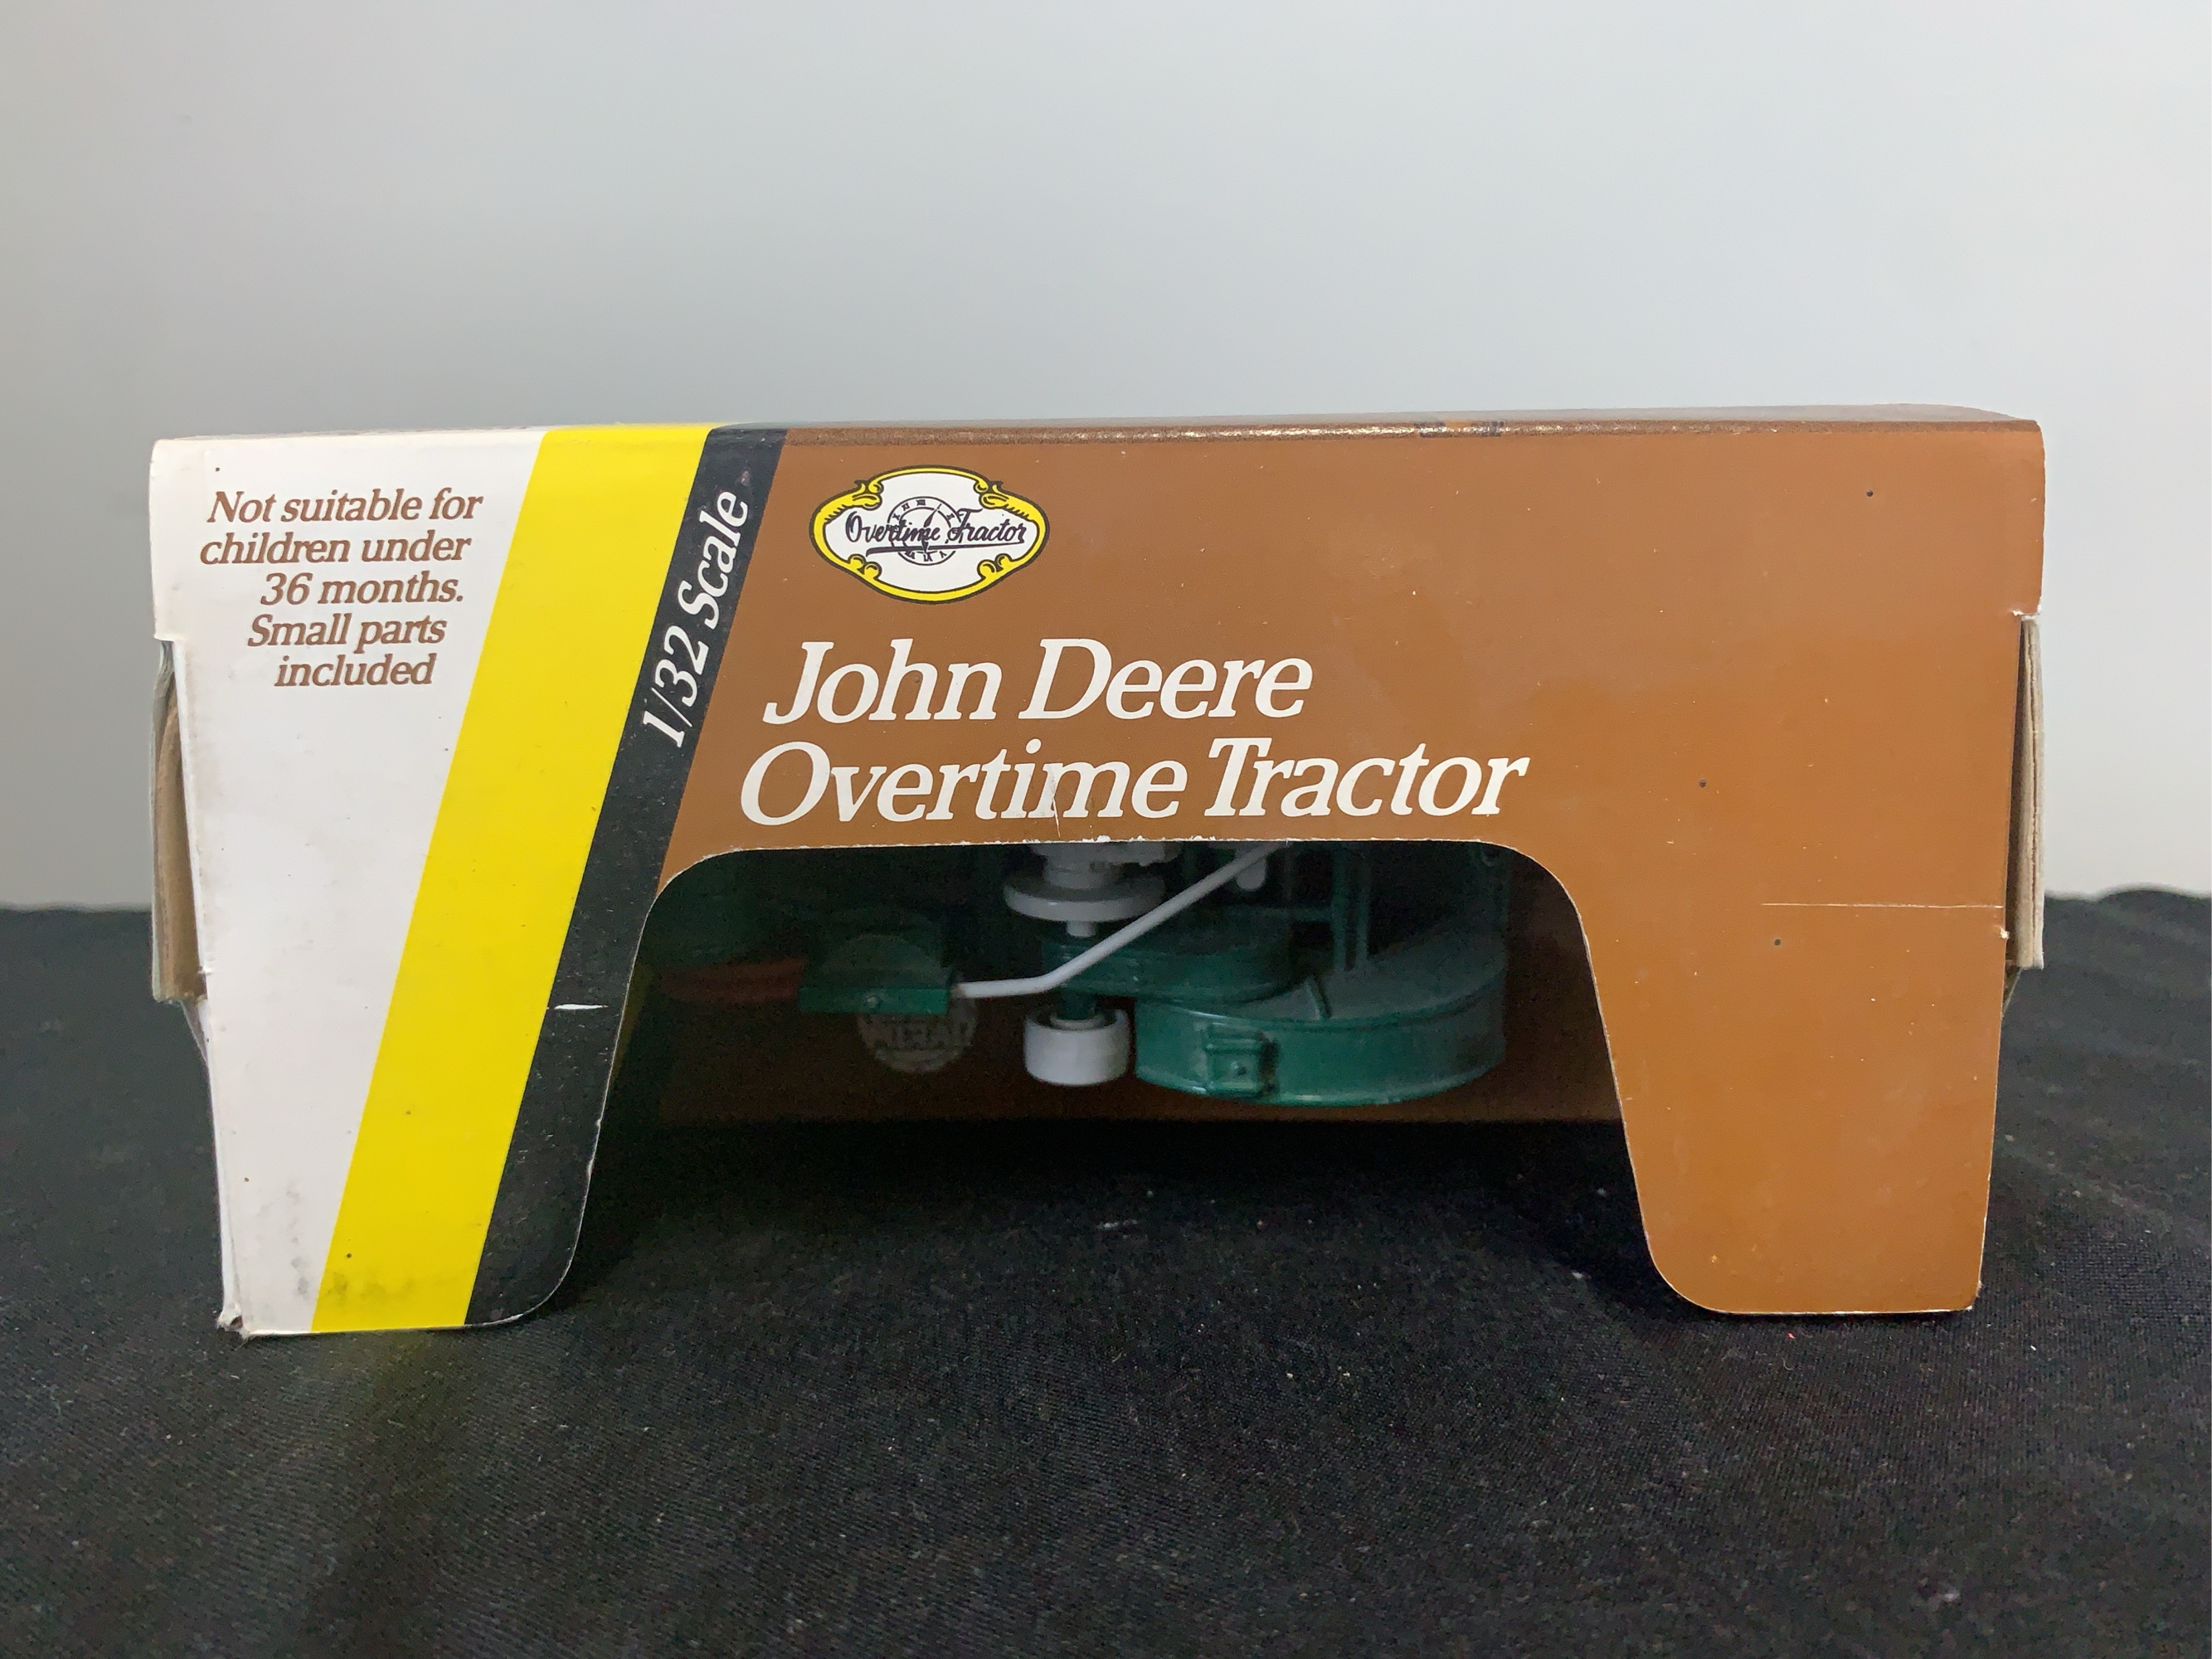 Not suitable for
children under
36 months.
Small parts
included
1/32 Scale
Overtime Tractor
John Deere
Overtime Tractor